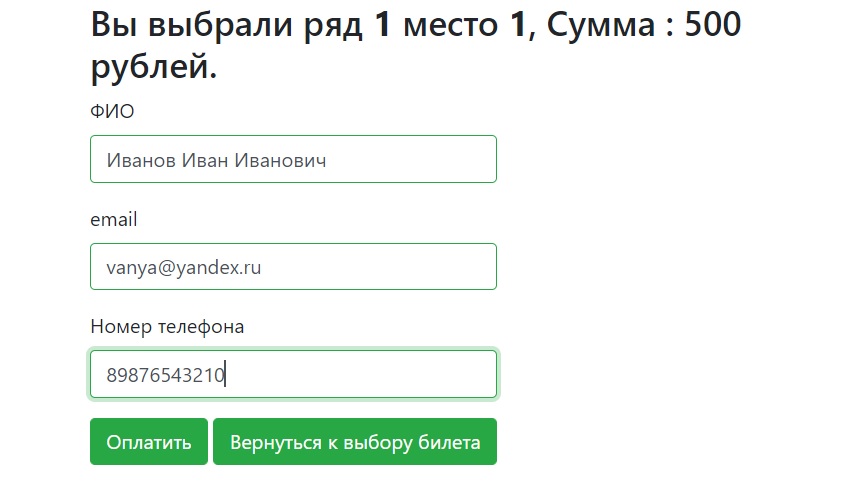 Вы выбрали ряд 1 место 1, Сумма : 500
рублей.
ФИО
Иванов Иван Иванович
email
vanya@yandex.ru
Номер телефона
89876543210
Оплатить Вернуться к выбору билета